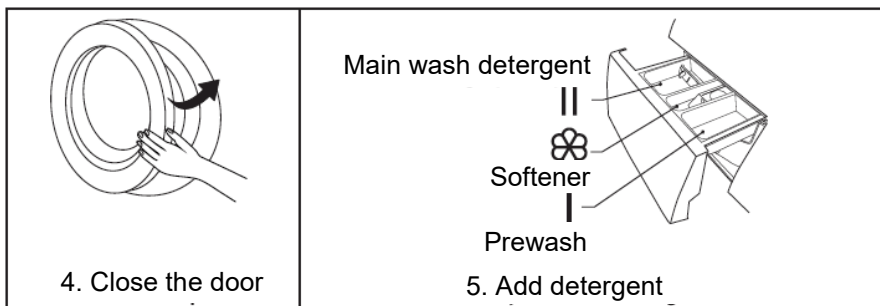 Main wash detergent
II
Softener
I
Prewash
4. Close the door
5. Add detergent